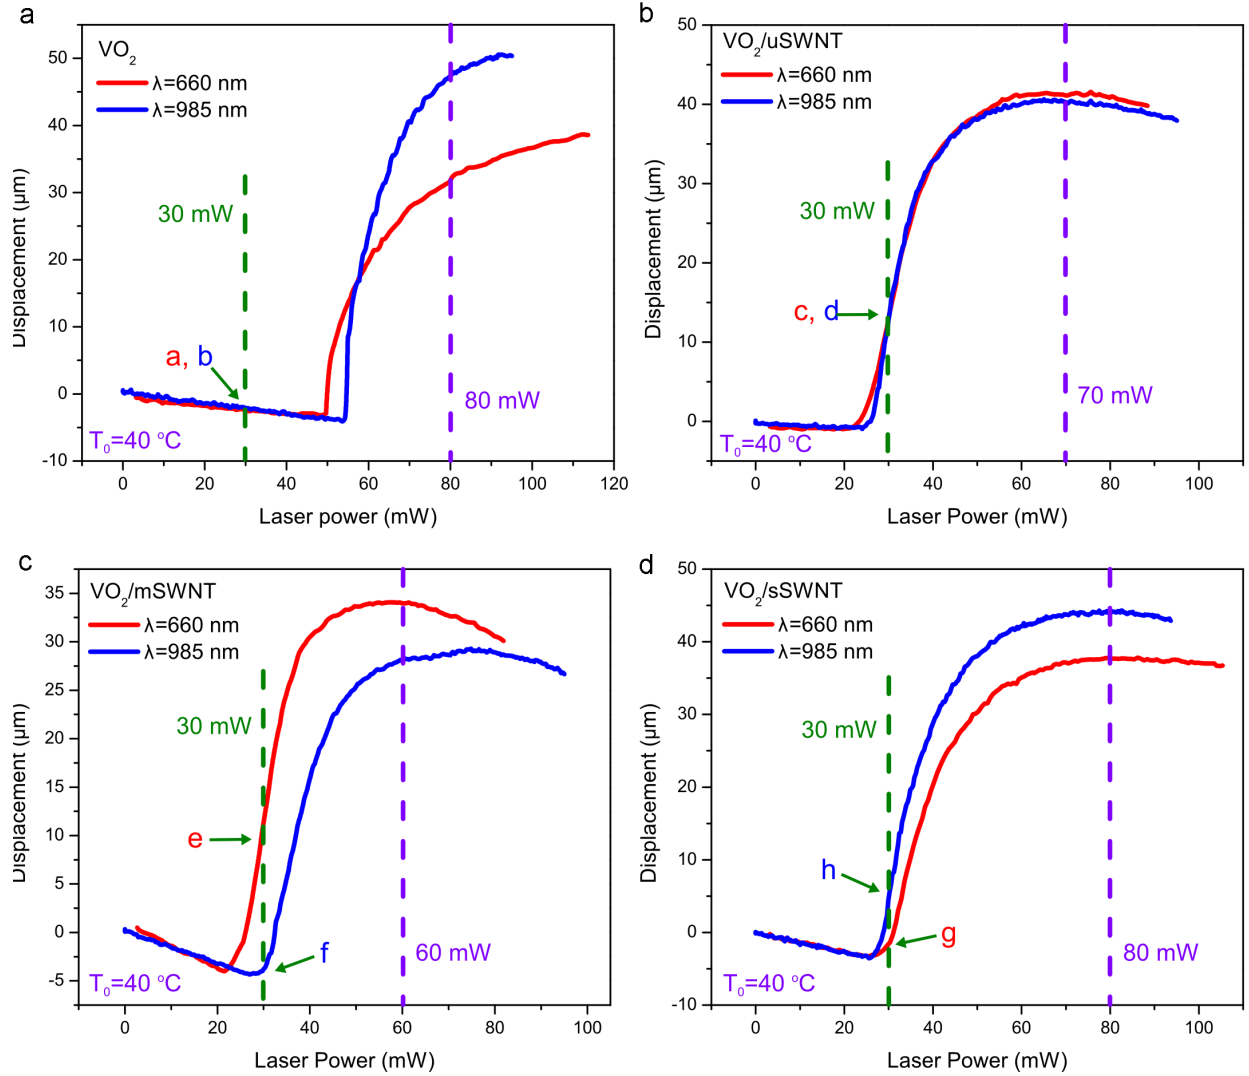 a
VO2
λ=660 nm
λ=985 nm
30 mW
a, b
80 mW
T0=40 °C
50
40
30
20
10
0
-10
0
20
40
60
80
100
120
Displacement (μm)
Laser power (mW)
b
VO2/uSWNT
λ=660 nm
λ=985 nm
30 mW
c, d
70 mW
T0=40 °C
50
40
30
20
10
0
0
20
40
60
80
100
Displacement (μm)
Laser Power (mW)
c
VO2/mSWNT
λ=660 nm
λ=985 nm
30 mW
e
f
60 mW
T0=40 °C
35
30
25
20
15
10
5
0
-5
0
20
40
60
80
100
Displacement (μm)
Laser Power (mW)
d
VO2/sSWNT
λ=660 nm
λ=985 nm
30 mW
h
g
80 mW
T0=40 °C
50
40
30
20
10
0
-10
0
20
40
60
80
100
Displacement (μm)
Laser Power (mW)